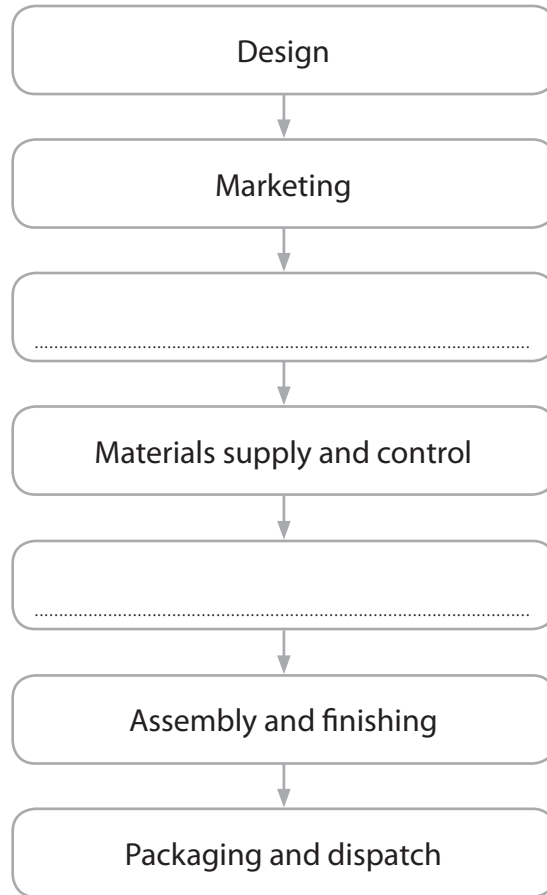 Design
Marketing
Materials supply and control
Assembly and finishing
Packaging and dispatch